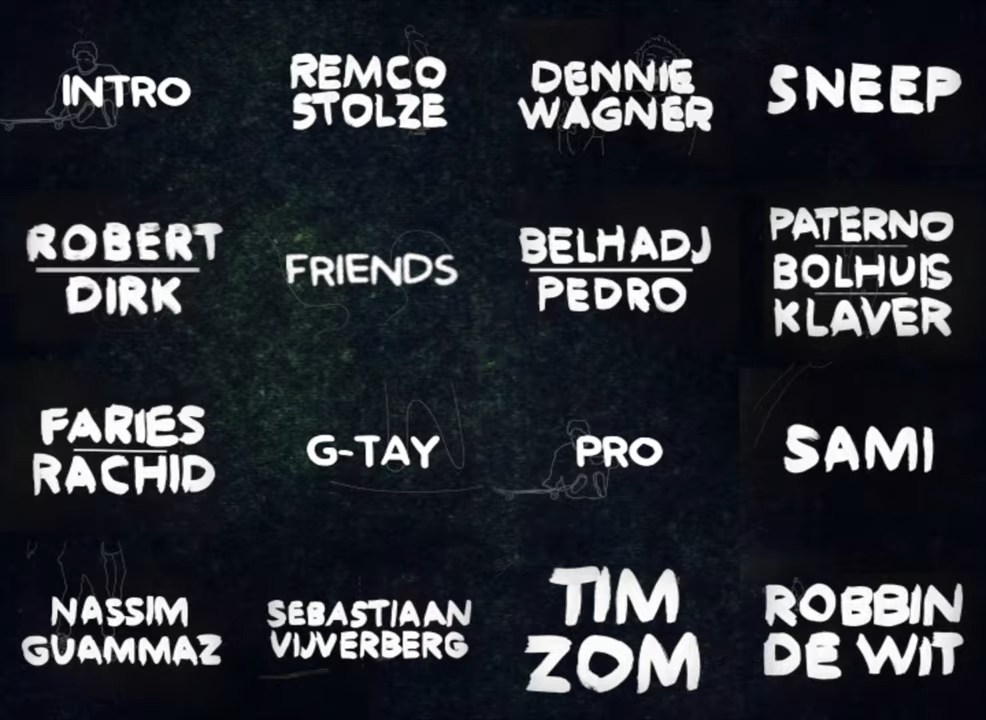 INTRO
REMCO
STOLZE
DENNIE
WAGNER
SNEEP
ROBERT
DIRK
FRIENDS
BELHADJ
PEDRO
PATERNO
BOLHUIS
KLAVER
FARIES
RACHID
G-TAY
PRO
SAMI
NASSIM
GUAMMAZ
SEBASTIAAN
VIJVERBERG
TIM
ZOM
ROBBIN
DE WIT